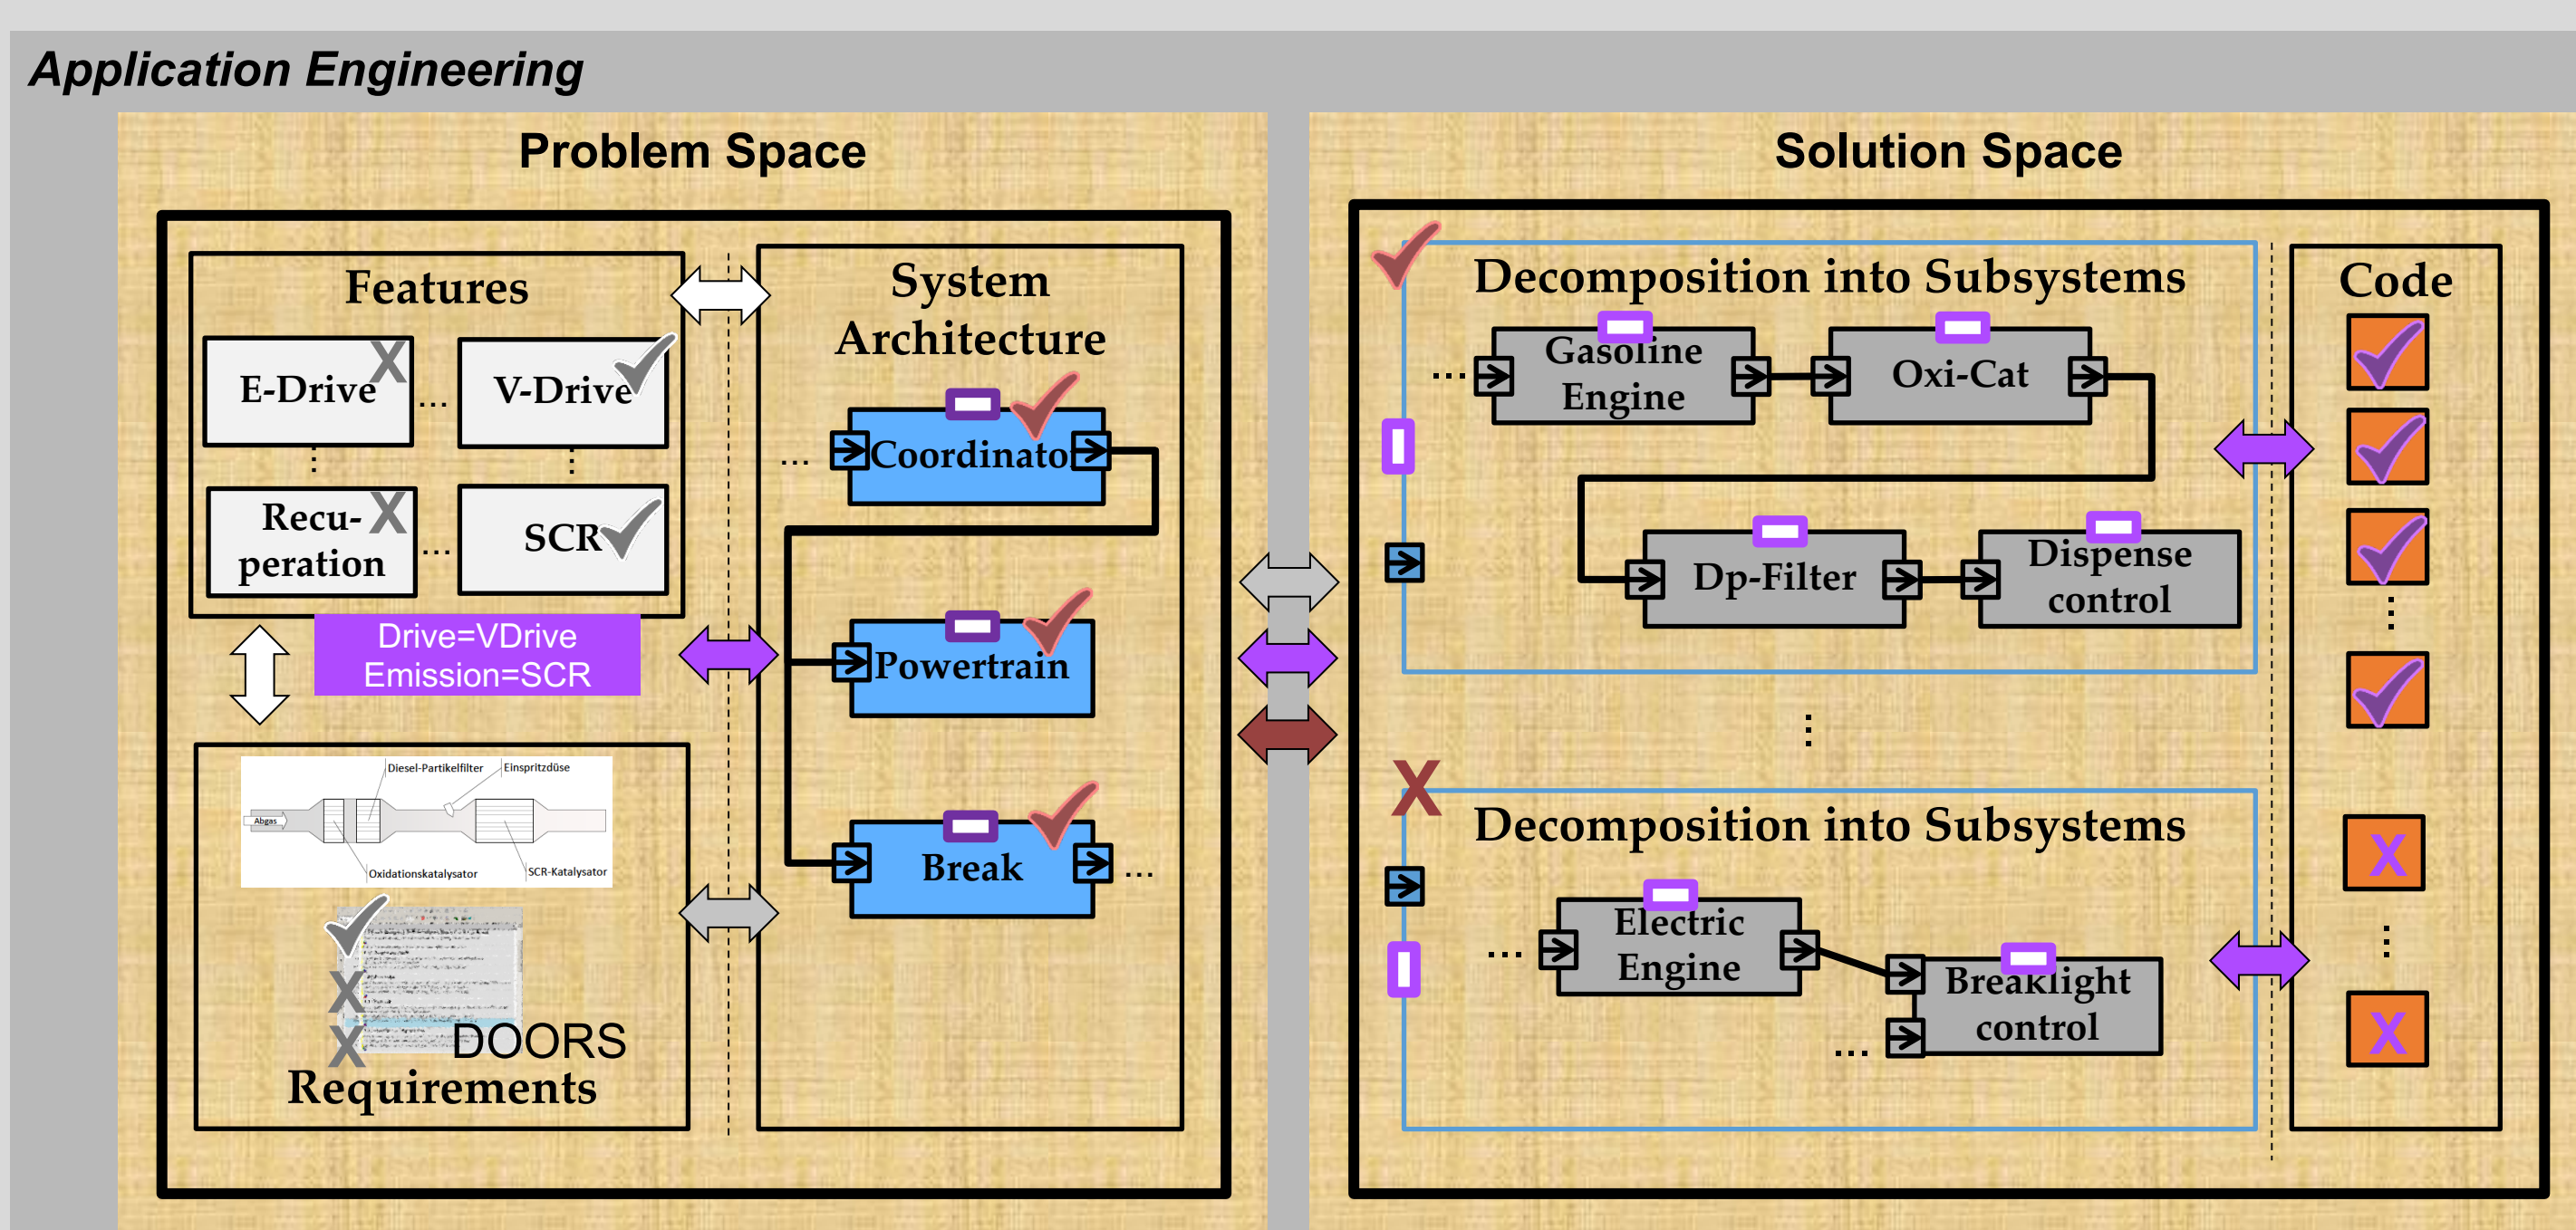 Application Engineering
Problem Space
Features
E-Drive
X
...
V-Drive
Recu-
peration
X
...
SCR
Drive=VDrive
Emission=SCR
Diesel-Partikelfilter
Einspritzdüse
Abgas
Oxidationskatalysator
SCR-Katalysator
X
X
DOORS
Requirements
System
Architecture
...
Coordinato
Powertrain
Break
...
Solution Space
Decomposition into Subsystems
...
Gasoline
Engine
Oxi-Cat
Dp-Filter
Dispense
control
...
X
Decomposition into Subsystems
...
Electric
Engine
Breaklight
control
...
Code
...
X
...
X